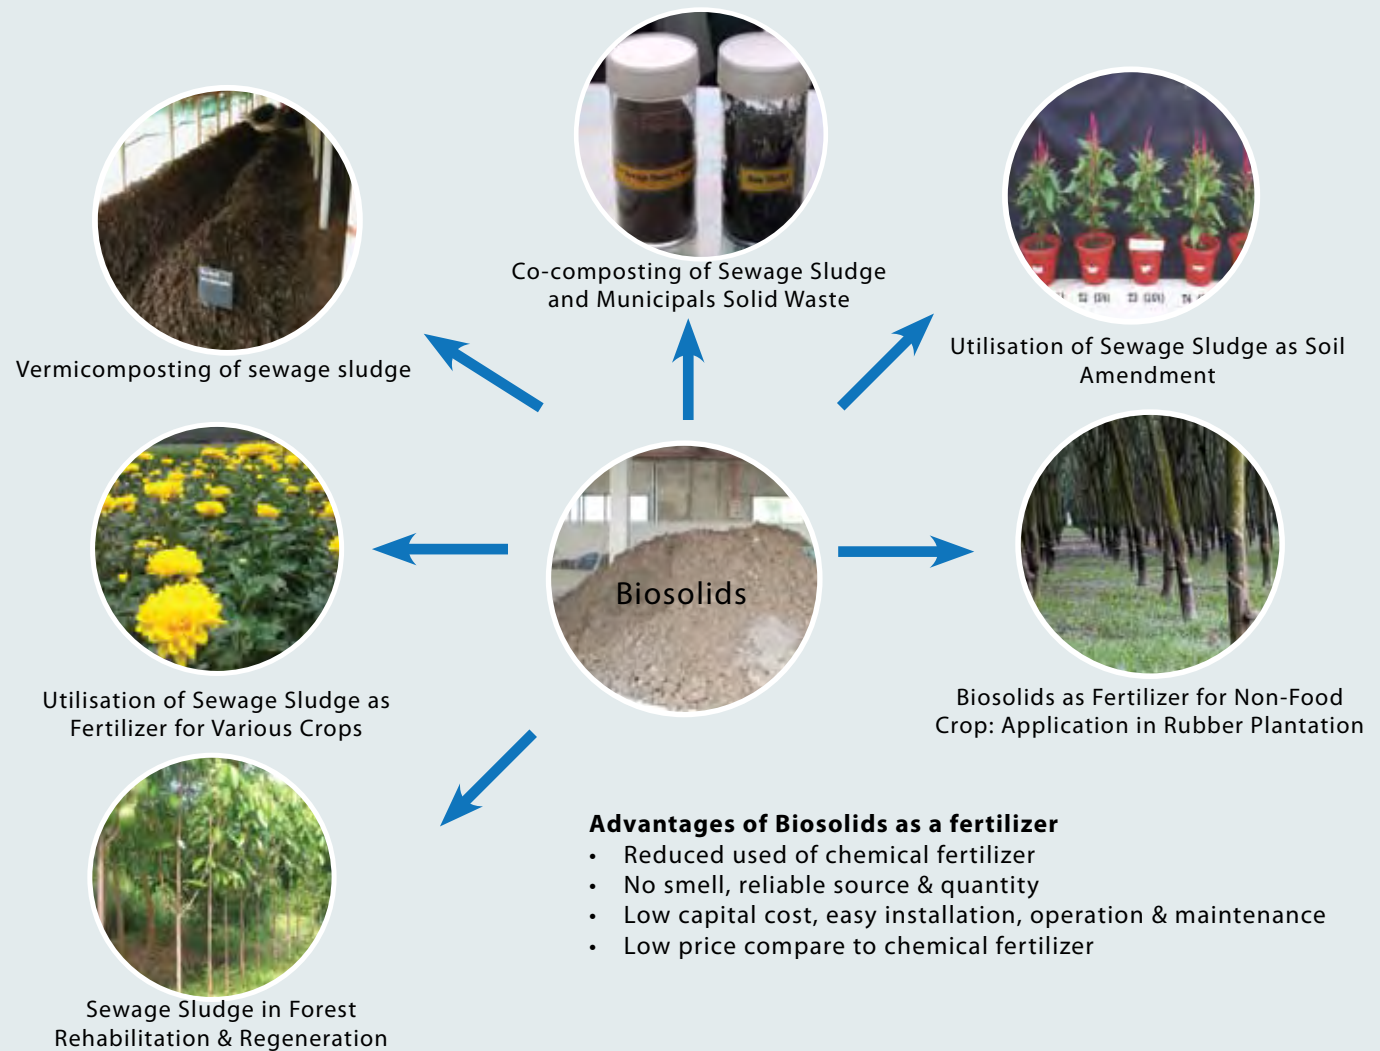 Co-composting of Sewage Sludge
and Municipals Solid Waste
Vermicomposting of sewage sludge
T2
T3
T4
Utilisation of Sewage Sludge as Soil
Amendment
Biosolids
Utilisation of Sewage Sludge as
Fertilizer for Various Crops
Biosolids as Fertilizer for Non-Food
Crop: Application in Rubber Plantation
Sewage Sludge in Forest
Rehabilitation & Regeneration
Advantages of Biosolids as a fertilizer
• Reduced used of chemical fertilizer
• No smell, reliable source & quantity
• Low capital cost, easy installation, operation & maintenance
• Low price compare to chemical fertilizer